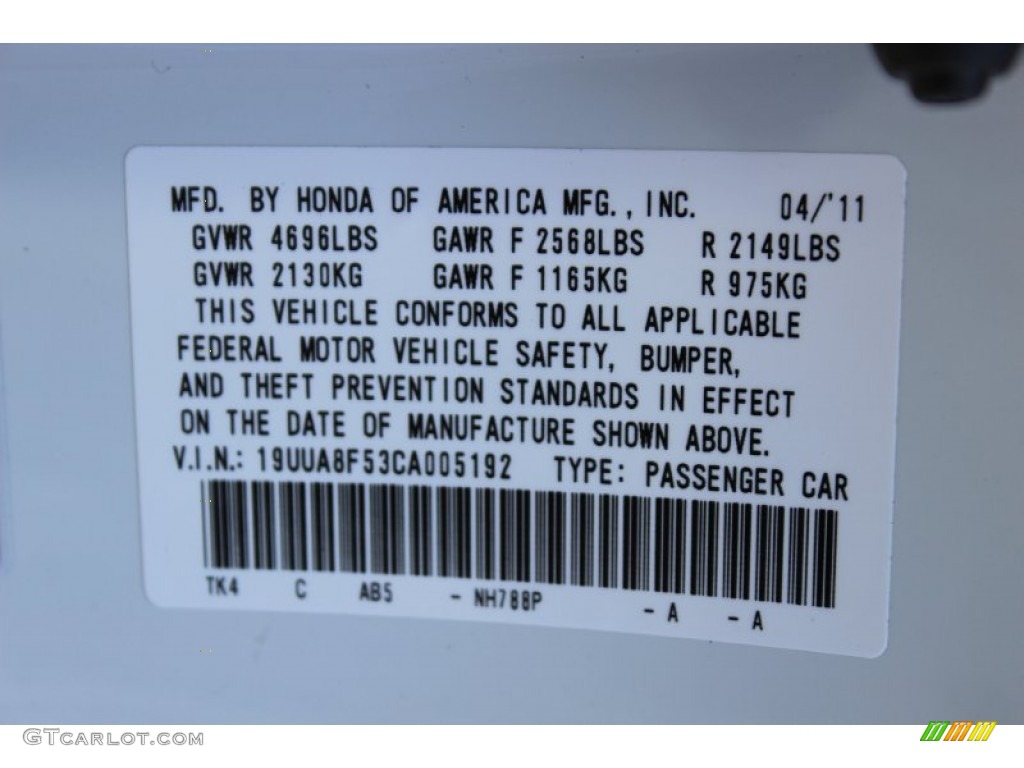 MFD. BY HONDA OF AMERICA MFG., INC. 04/'11
GVWR 4696LBS GAWR F 2568LBS R 2149LBS
GVWR 2130KG GAWR F 1165KG R 975KG
THIS VEHICLE CONFORMS TO ALL APPLICABLE
FEDERAL MOTOR VEHICLE SAFETY, BUMPER,
AND THEFT PREVENTION STANDARDS IN EFFECT
ON THE DATE OF MANUFACTURE SHOWN ABOVE.
V.I.N.: 19UUA8F53CA005192 TYPE: PASSENGER CAR
TK4 C AB5 - NH788P - A - A
GTCARLOT.COM